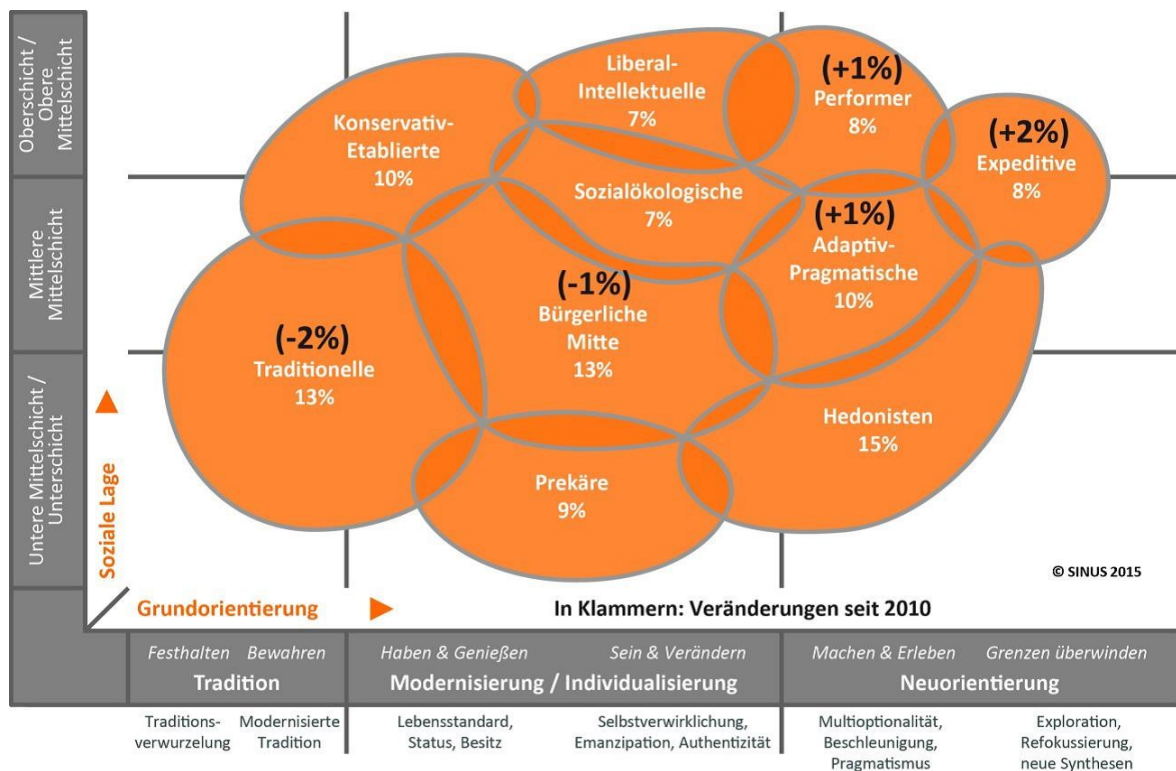 Oberschicht /
Obere
Mittelschicht
Mittlere
Mittelschicht
Untere Mittelschicht /
Unterschicht
Soziale Lage
Konservativ-
Etablierte
10%
Liberal-
Intellektuelle
7%
(+1%)
Performer
8%
(+2%)
Expeditive
8%
Sozialökologische
7%
(+1%)
Adaptiv-
Pragmatische
10%
(-2%)
Traditionelle
13%
(-1%)
Bürgerliche
Mitte
13%
Hedonisten
15%
Prekäre
9%
© SINUS 2015
Grundorientierung
In Klammern: Veränderungen seit 2010
Festhalten Bewahren
Tradition
Haben & Genießen Sein & Verändern
Modernisierung / Individualisierung
Machen & Erleben Grenzen überwinden
Neuorientierung
Traditions-
verwurzelung
Modernisierte
Tradition
Lebensstandard,
Status, Besitz
Selbstverwirklichung,
Emanzipation, Authentizität
Multioptionalität,
Beschleunigung,
Pragmatismus
Exploration,
Refokussierung,
neue Synthesen